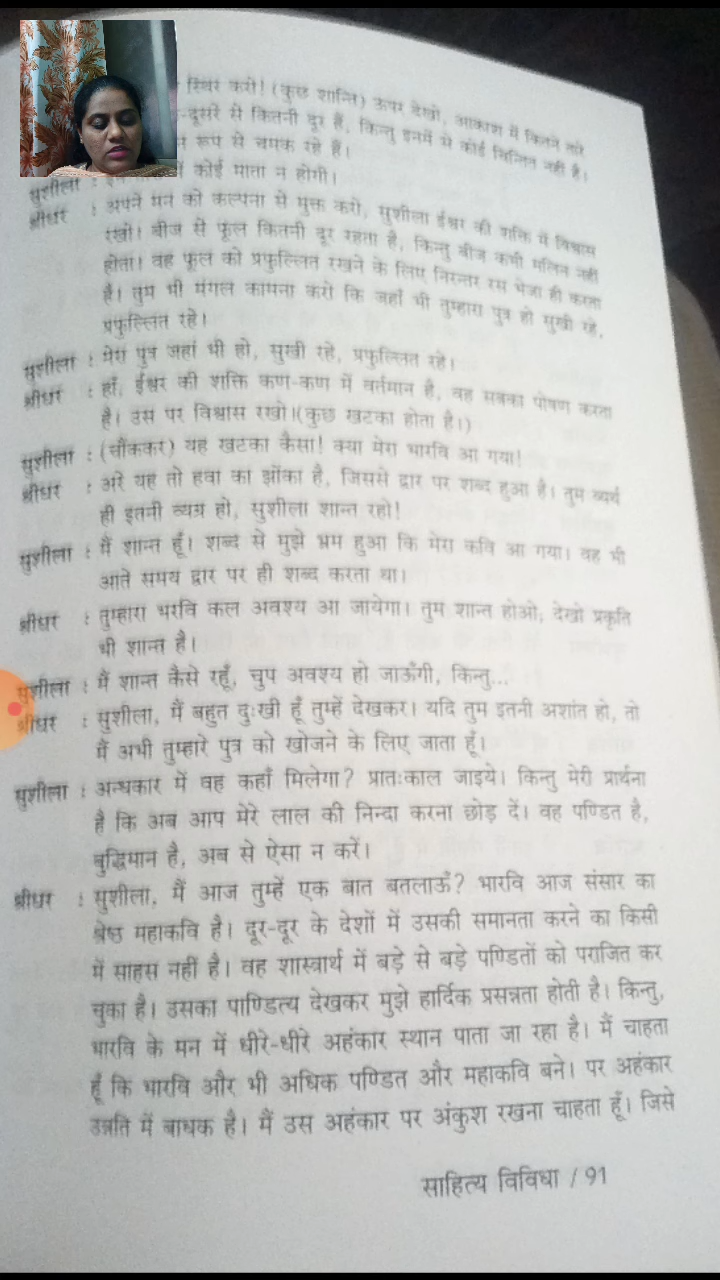 स्थिर करो! (कुछ शान्ति) ऊपर देखो, आकाश में कितने तारे
-दूसरे से कितनी दूर हैं, किन्तु इनमें से कोई चिन्तित नहीं है।
रूप से चमक रहे हैं।
सुशीला : कोई माता न होगी।
श्रीधर : अपने मन को कल्पना से मुक्त करो, सुशीला ईश्वर की शक्ति में विश्वास
रखो। बीज से फूल कितनी दूर रहता है, किन्तु बीज कभी मलिन नहीं
होता। वह फूल को प्रफुल्लित रखने के लिए निरन्तर रस भेजा ही करता
है। तुम भी मंगल कामना करो कि जहाँ भी तुम्हारा पुत्र हो सुखी रहे,
प्रफुल्लित रहे।
सुशीला : मेरा पुत्र जहां भी हो, सुखी रहे, प्रफुल्लित रहे।
श्रीधर : हाँ, ईश्वर की शक्ति कण-कण में वर्तमान है, वह सबका पोषण करता
है। उस पर विश्वास रखो।(कुछ खटका होता है।)
सुशीला : (चौंककर) यह खटका कैसा! क्या मेरा भारवि आ गया!
श्रीधर : अरे यह तो हवा का झोंका है, जिससे द्वार पर शब्द हुआ है। तुम व्यर्थ
ही इतनी व्यग्र हो, सुशीला शान्त रहो!
सुशीला : मैं शान्त हूँ। शब्द से मुझे भ्रम हुआ कि मेरा कवि आ गया। वह भी
आते समय द्वार पर ही शब्द करता था।
श्रीधर : तुम्हारा भरवि कल अवश्य आ जायेगा। तुम शान्त होओ, देखो प्रकृति
भी शान्त है।
सुशीला : मैं शान्त कैसे रहूँ, चुप अवश्य हो जाऊँगी, किन्तु...
श्रीधर : सुशीला, मैं बहुत दुःखी हूँ तुम्हें देखकर। यदि तुम इतनी अशांत हो, तो
मैं अभी तुम्हारे पुत्र को खोजने के लिए जाता हूँ।
सुशीला : अन्धकार में वह कहाँ मिलेगा? प्रातःकाल जाइये। किन्तु मेरी प्रार्थना
है कि अब आप मेरे लाल की निन्दा करना छोड़ दें। वह पण्डित है,
बुद्धिमान है, अब से ऐसा न करें।
श्रीधर : सुशीला, मैं आज तुम्हें एक बात बतलाऊँ? भारवि आज संसार का
श्रेष्ठ महाकवि है। दूर-दूर के देशों में उसकी समानता करने का किसी
में साहस नहीं है। वह शास्त्रार्थ में बड़े से बड़े पण्डितों को पराजित कर
चुका है। उसका पाण्डित्य देखकर मुझे हार्दिक प्रसन्नता होती है। किन्तु,
भारवि के मन में धीरे-धीरे अहंकार स्थान पाता जा रहा है। मैं चाहता
हूँ कि भारवि और भी अधिक पण्डित और महाकवि बने। पर अहंकार
उन्नति में बाधक है। मैं उस अहंकार पर अंकुश रखना चाहता हूँ। जिसे
साहित्य विविधा / 91